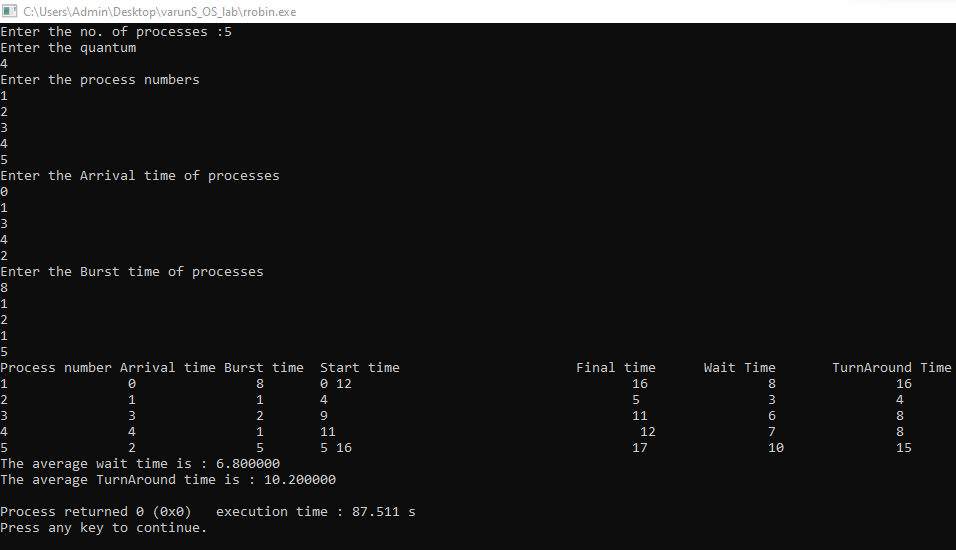 C:\Users\Admin\Desktop\varunS_OS_lab\rrobin.exe
Enter the no. of processes :5
Enter the quantum
4
Enter the process numbers
1
2
3
4
5
Enter the Arrival time of processes
0
1
3
4
2
Enter the Burst time of processes
8
1
2
1
5
Process number Arrival time Burst time  Start time                      Final time      Wait Time       TurnAround Time
1               0               8       0 12                                   16               8               16
2               1               1       4                                      5                3               4
3               3               2       9                                      11               6               8
4               4               1       11                                      12              7               8
5               2               5       5 16                                   17               10              15
The average wait time is : 6.800000
The average TurnAround time is : 10.200000

Process returned 0 (0x0)   execution time : 87.511 s
Press any key to continue.